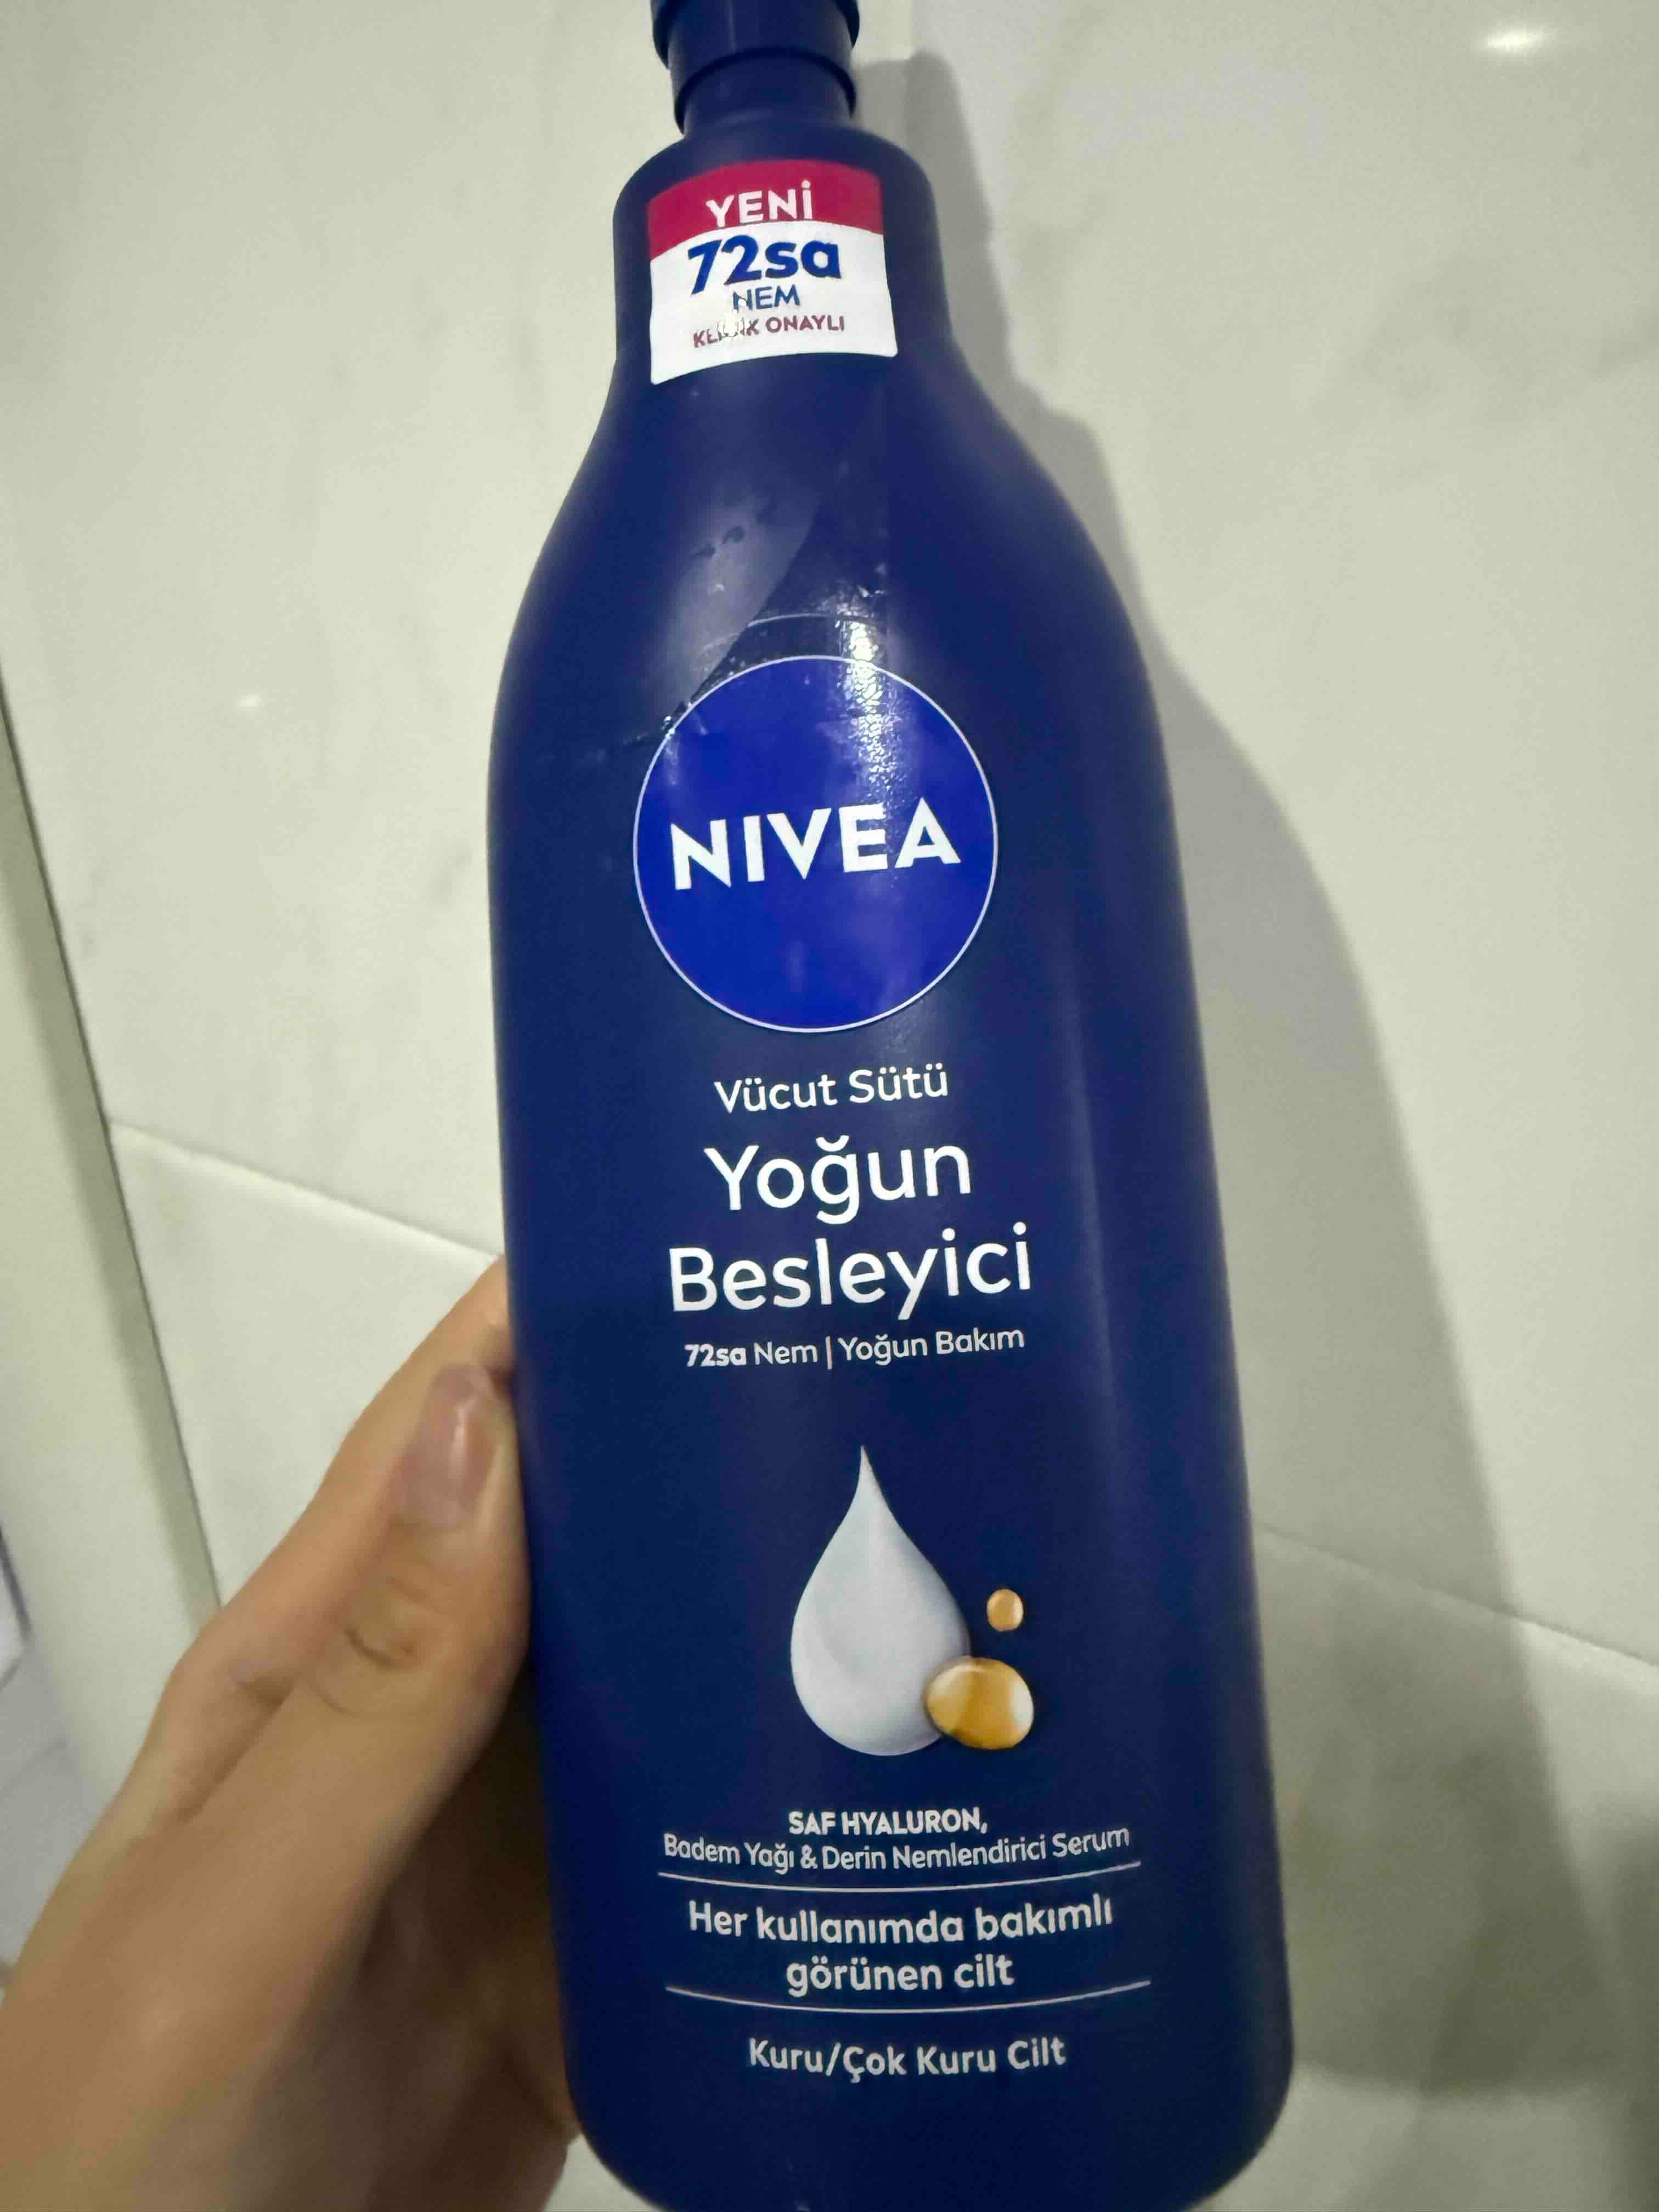 YENİ
72sa
NEM
KLİNİK ONAYLI
NIVEA
Vücut Sütü
Yoğun
Besleyici
72sa Nem | Yoğun Bakım
SAF HYALURON,
Badem Yağı & Derin Nemlendirici Serum
Her kullanımda bakımlı
görünen cilt
Kuru/Çok Kuru Cilt